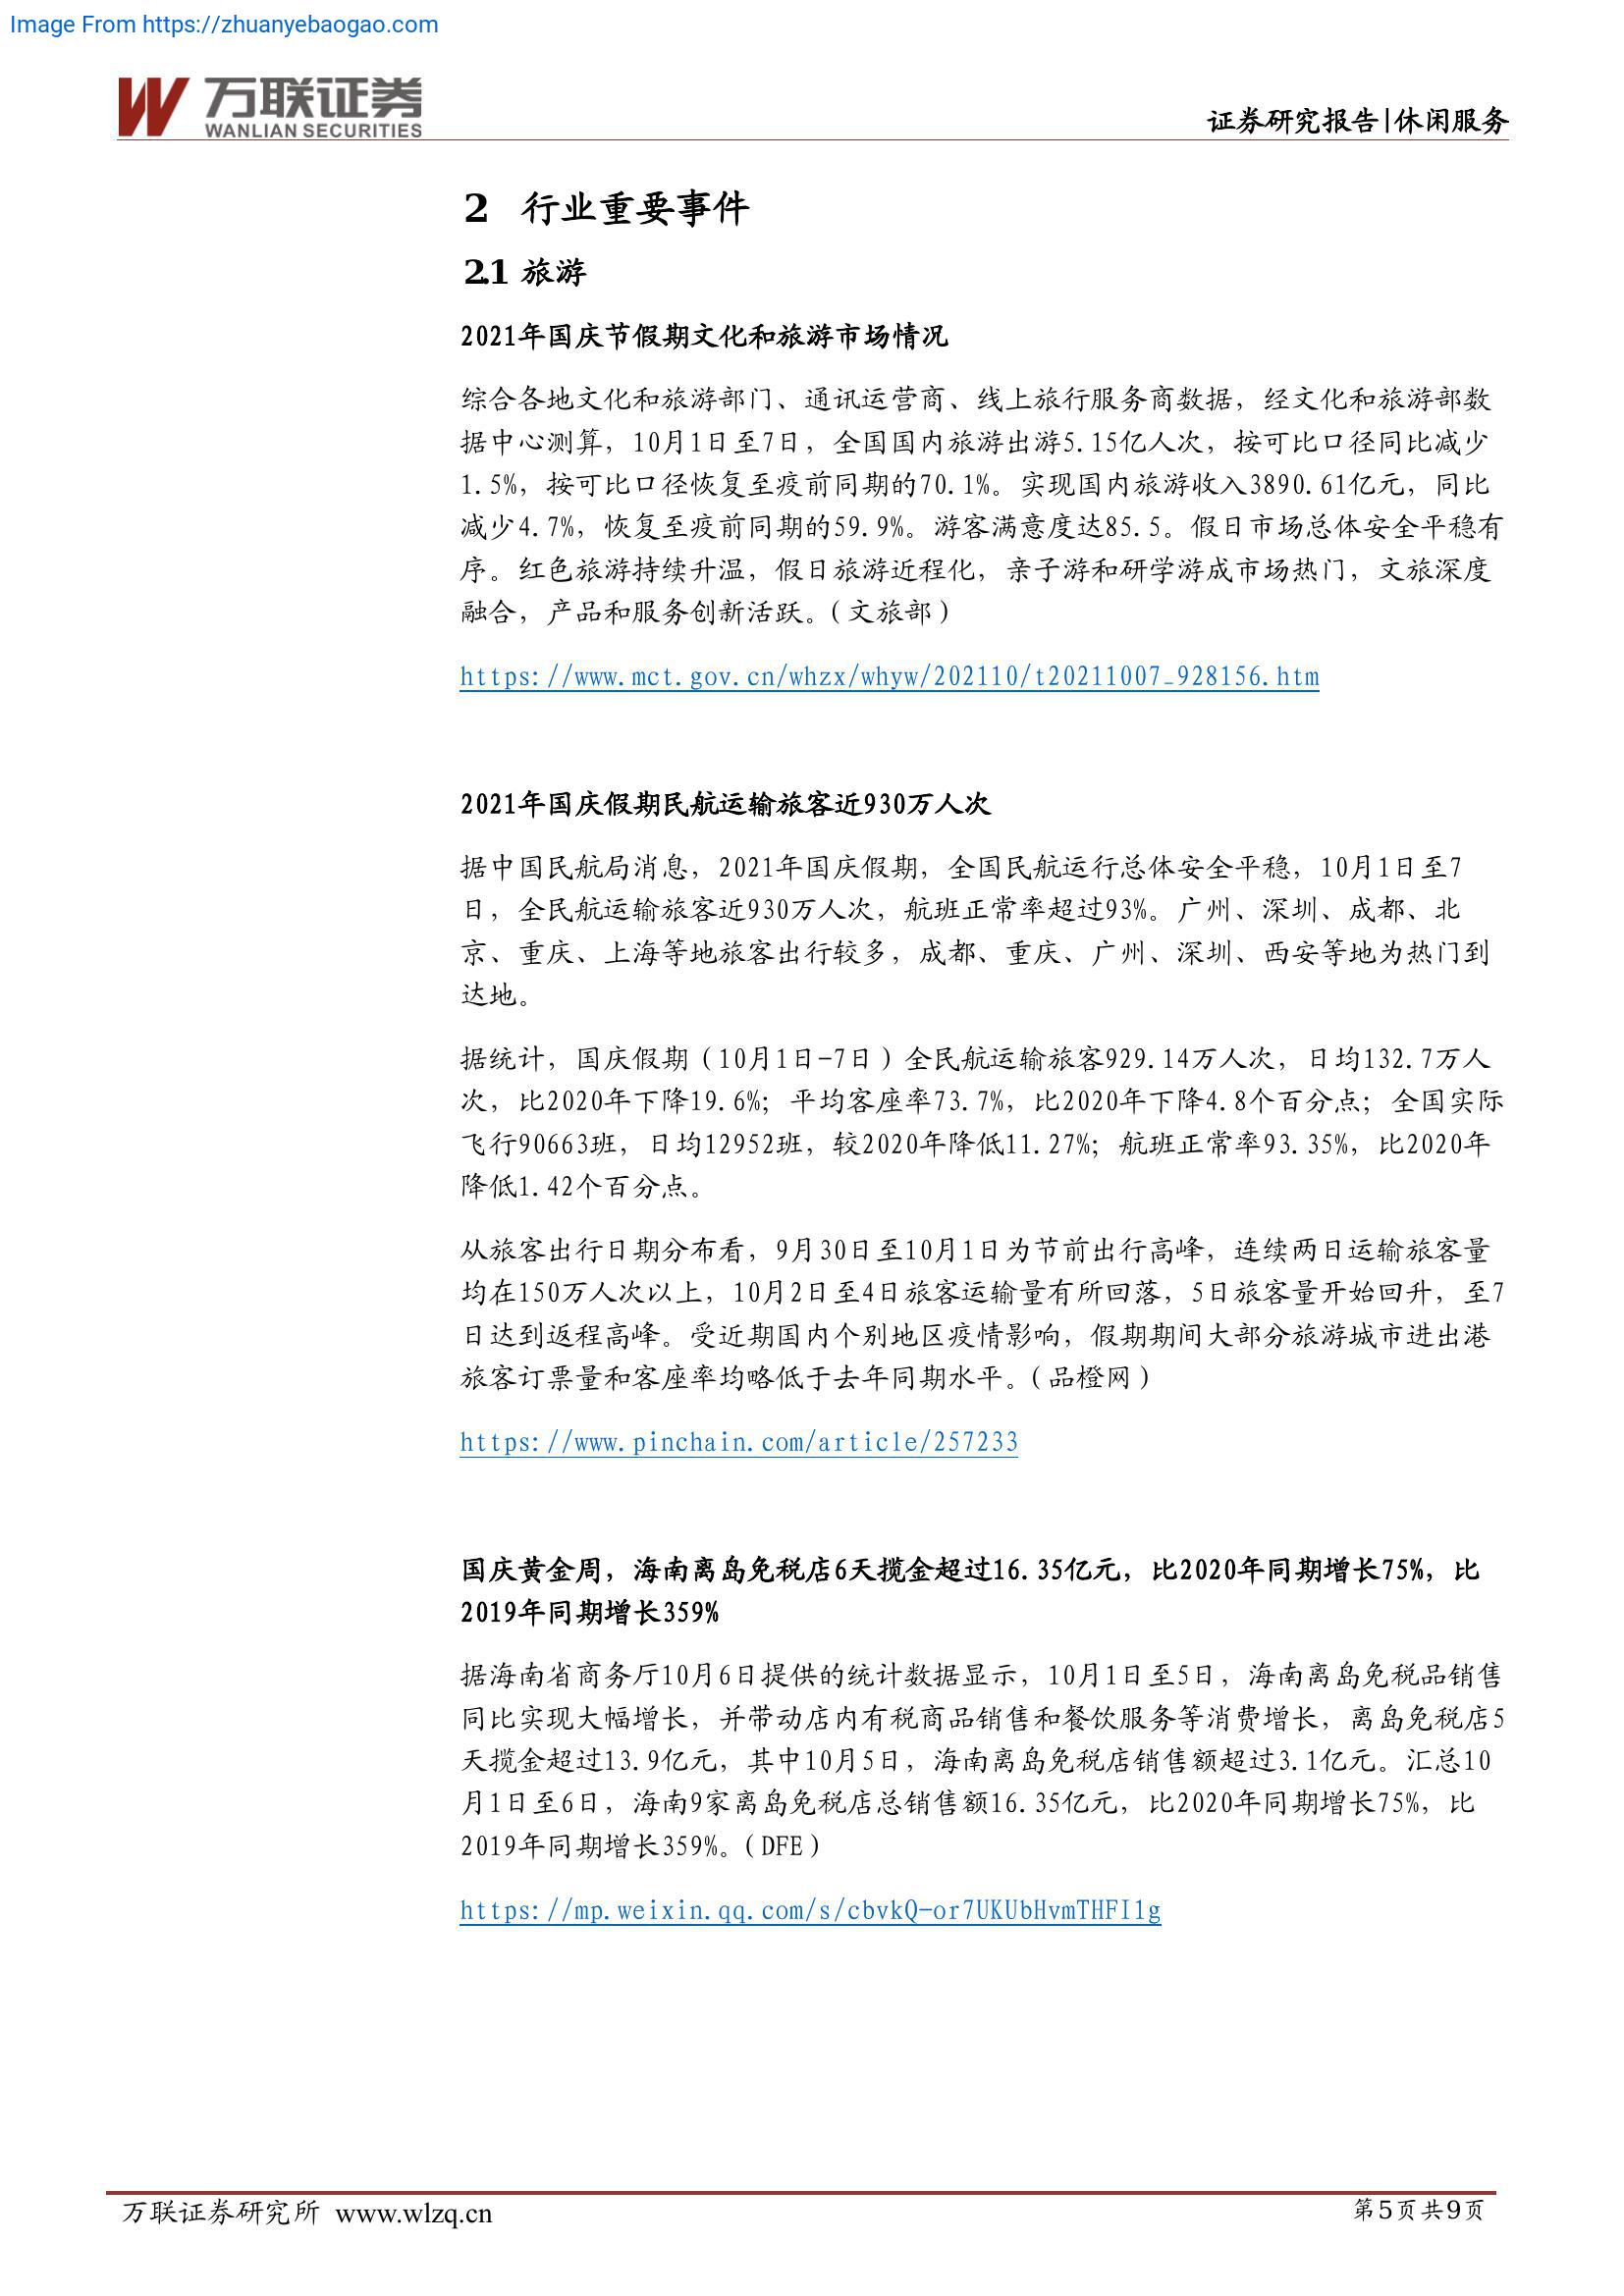 Image From https://zhuanyebaogao.com
万联证券
WANLIAN SECURITIES
证券研究报告|休闲服务
2 行业重要事件
2.1 旅游
2021年国庆节假期文化和旅游市场情况
综合各地文化和旅游部门、通讯运营商、线上旅行服务商数据，经文化和旅游部数
据中心测算，10月1日至7日，全国国内旅游出游5.15亿人次，按可比口径同比减少
1.5%，按可比口径恢复至疫前同期的70.1%。实现国内旅游收入3890.61亿元，同比
减少4.7%，恢复至疫前同期的59.9%。游客满意度达85.5。假日市场总体安全平稳有
序。红色旅游持续升温，假日旅游近程化，亲子游和研学游成市场热门，文旅深度
融合，产品和服务创新活跃。（文旅部）
https://www.mct.gov.cn/whzx/whyw/202110/t20211007_928156.htm
2021年国庆假期民航运输旅客近930万人次
据中国民航局消息，2021年国庆假期，全国民航运行总体安全平稳，10月1日至7
日，全民航运输旅客近930万人次，航班正常率超过93%。广州、深圳、成都、北
京、重庆、上海等地旅客出行较多，成都、重庆、广州、深圳、西安等地为热门到
达地。
据统计，国庆假期（10月1日-7日）全民航运输旅客929.14万人次，日均132.7万人
次，比2020年下降19.6%；平均客座率73.7%，比2020年下降4.8个百分点；全国实际
飞行90663班，日均12952班，较2020年降低11.27%；航班正常率93.35%，比2020年
降低1.42个百分点。
从旅客出行日期分布看，9月30日至10月1日为节前出行高峰，连续两日运输旅客量
均在150万人次以上，10月2日至4日旅客运输量有所回落，5日旅客量开始回升，至7
日达到返程高峰。受近期国内个别地区疫情影响，假期期间大部分旅游城市进出港
旅客订票量和客座率均略低于去年同期水平。（品橙网）
https://www.pinchain.com/article/257233
国庆黄金周，海南离岛免税店6天揽金超过16.35亿元，比2020年同期增长75%，比
2019年同期增长359%
据海南省商务厅10月6日提供的统计数据显示，10月1日至5日，海南离岛免税品销售
同比实现大幅增长，并带动店内有税商品销售和餐饮服务等消费增长，离岛免税店5
天揽金超过13.9亿元，其中10月5日，海南离岛免税店销售额超过3.1亿元。汇总10
月1日至6日，海南9家离岛免税店总销售额16.35亿元，比2020年同期增长75%，比
2019年同期增长359%。（DFE）
https://mp.weixin.qq.com/s/cbvkQ-or7UKUbHvmTHFI1g
万联证券研究所 www.wlzq.cn
第5页共9页